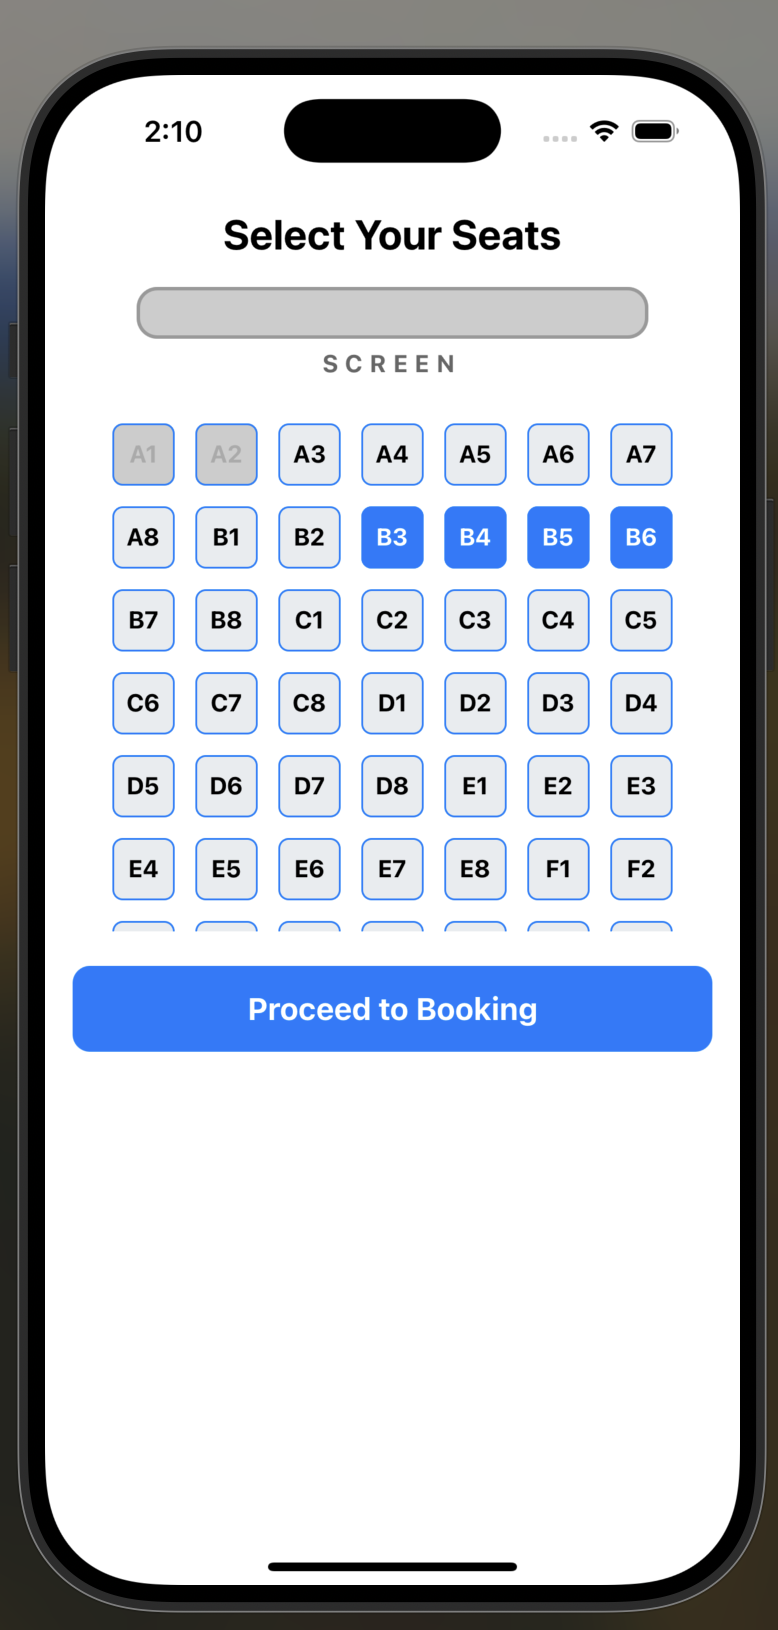 2:10
Select Your Seats
SCREEN
A1 A2 A3 A4 A5 A6 A7
A8 B1 B2 B3 B4 B5 B6
B7 B8 C1 C2 C3 C4 C5
C6 C7 C8 D1 D2 D3 D4
D5 D6 D7 D8 E1 E2 E3
E4 E5 E6 E7 E8 F1 F2
Proceed to Booking